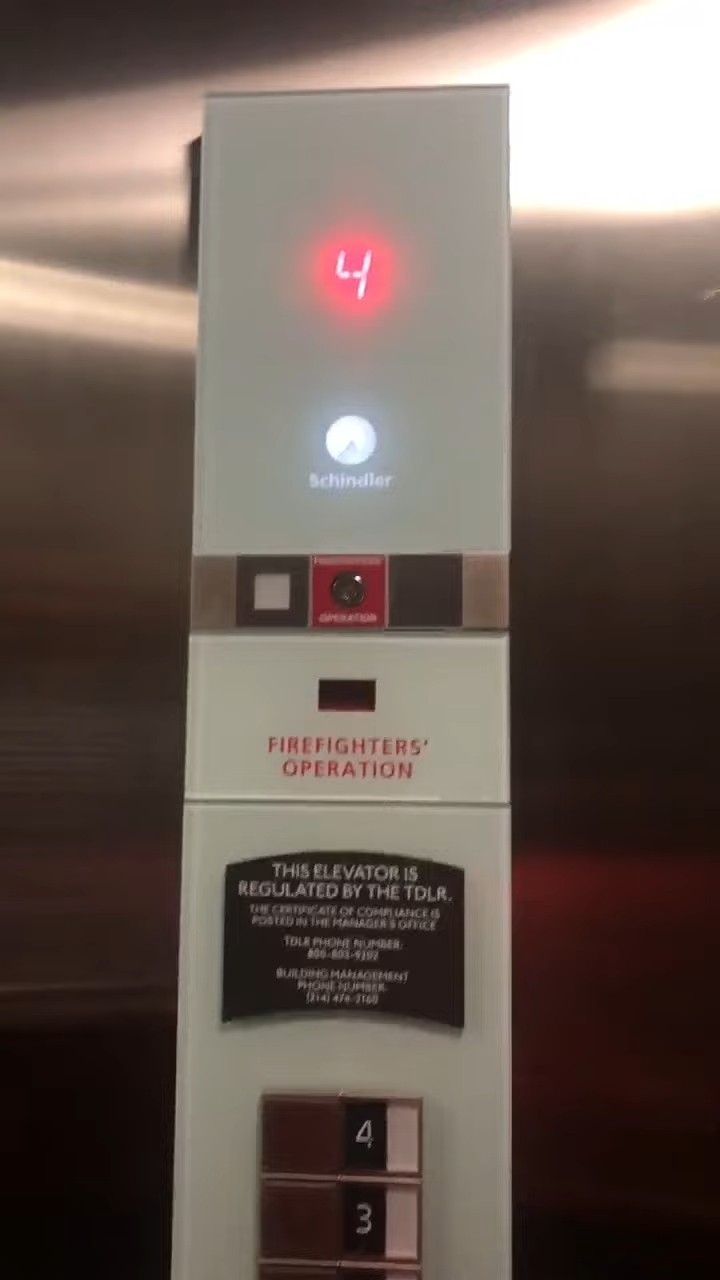 4
Schindler
OPERATION
FIREFIGHTERS'
OPERATION
THIS ELEVATOR IS
REGULATED BY THE TDLR.
THE CERTIFICATE OF COMPLIANCE IS
POSTED IN THE MANAGER'S OFFICE
TDLR PHONE NUMBER:
BUILDING MANAGEMENT
PHONE NUMBER:
4
3